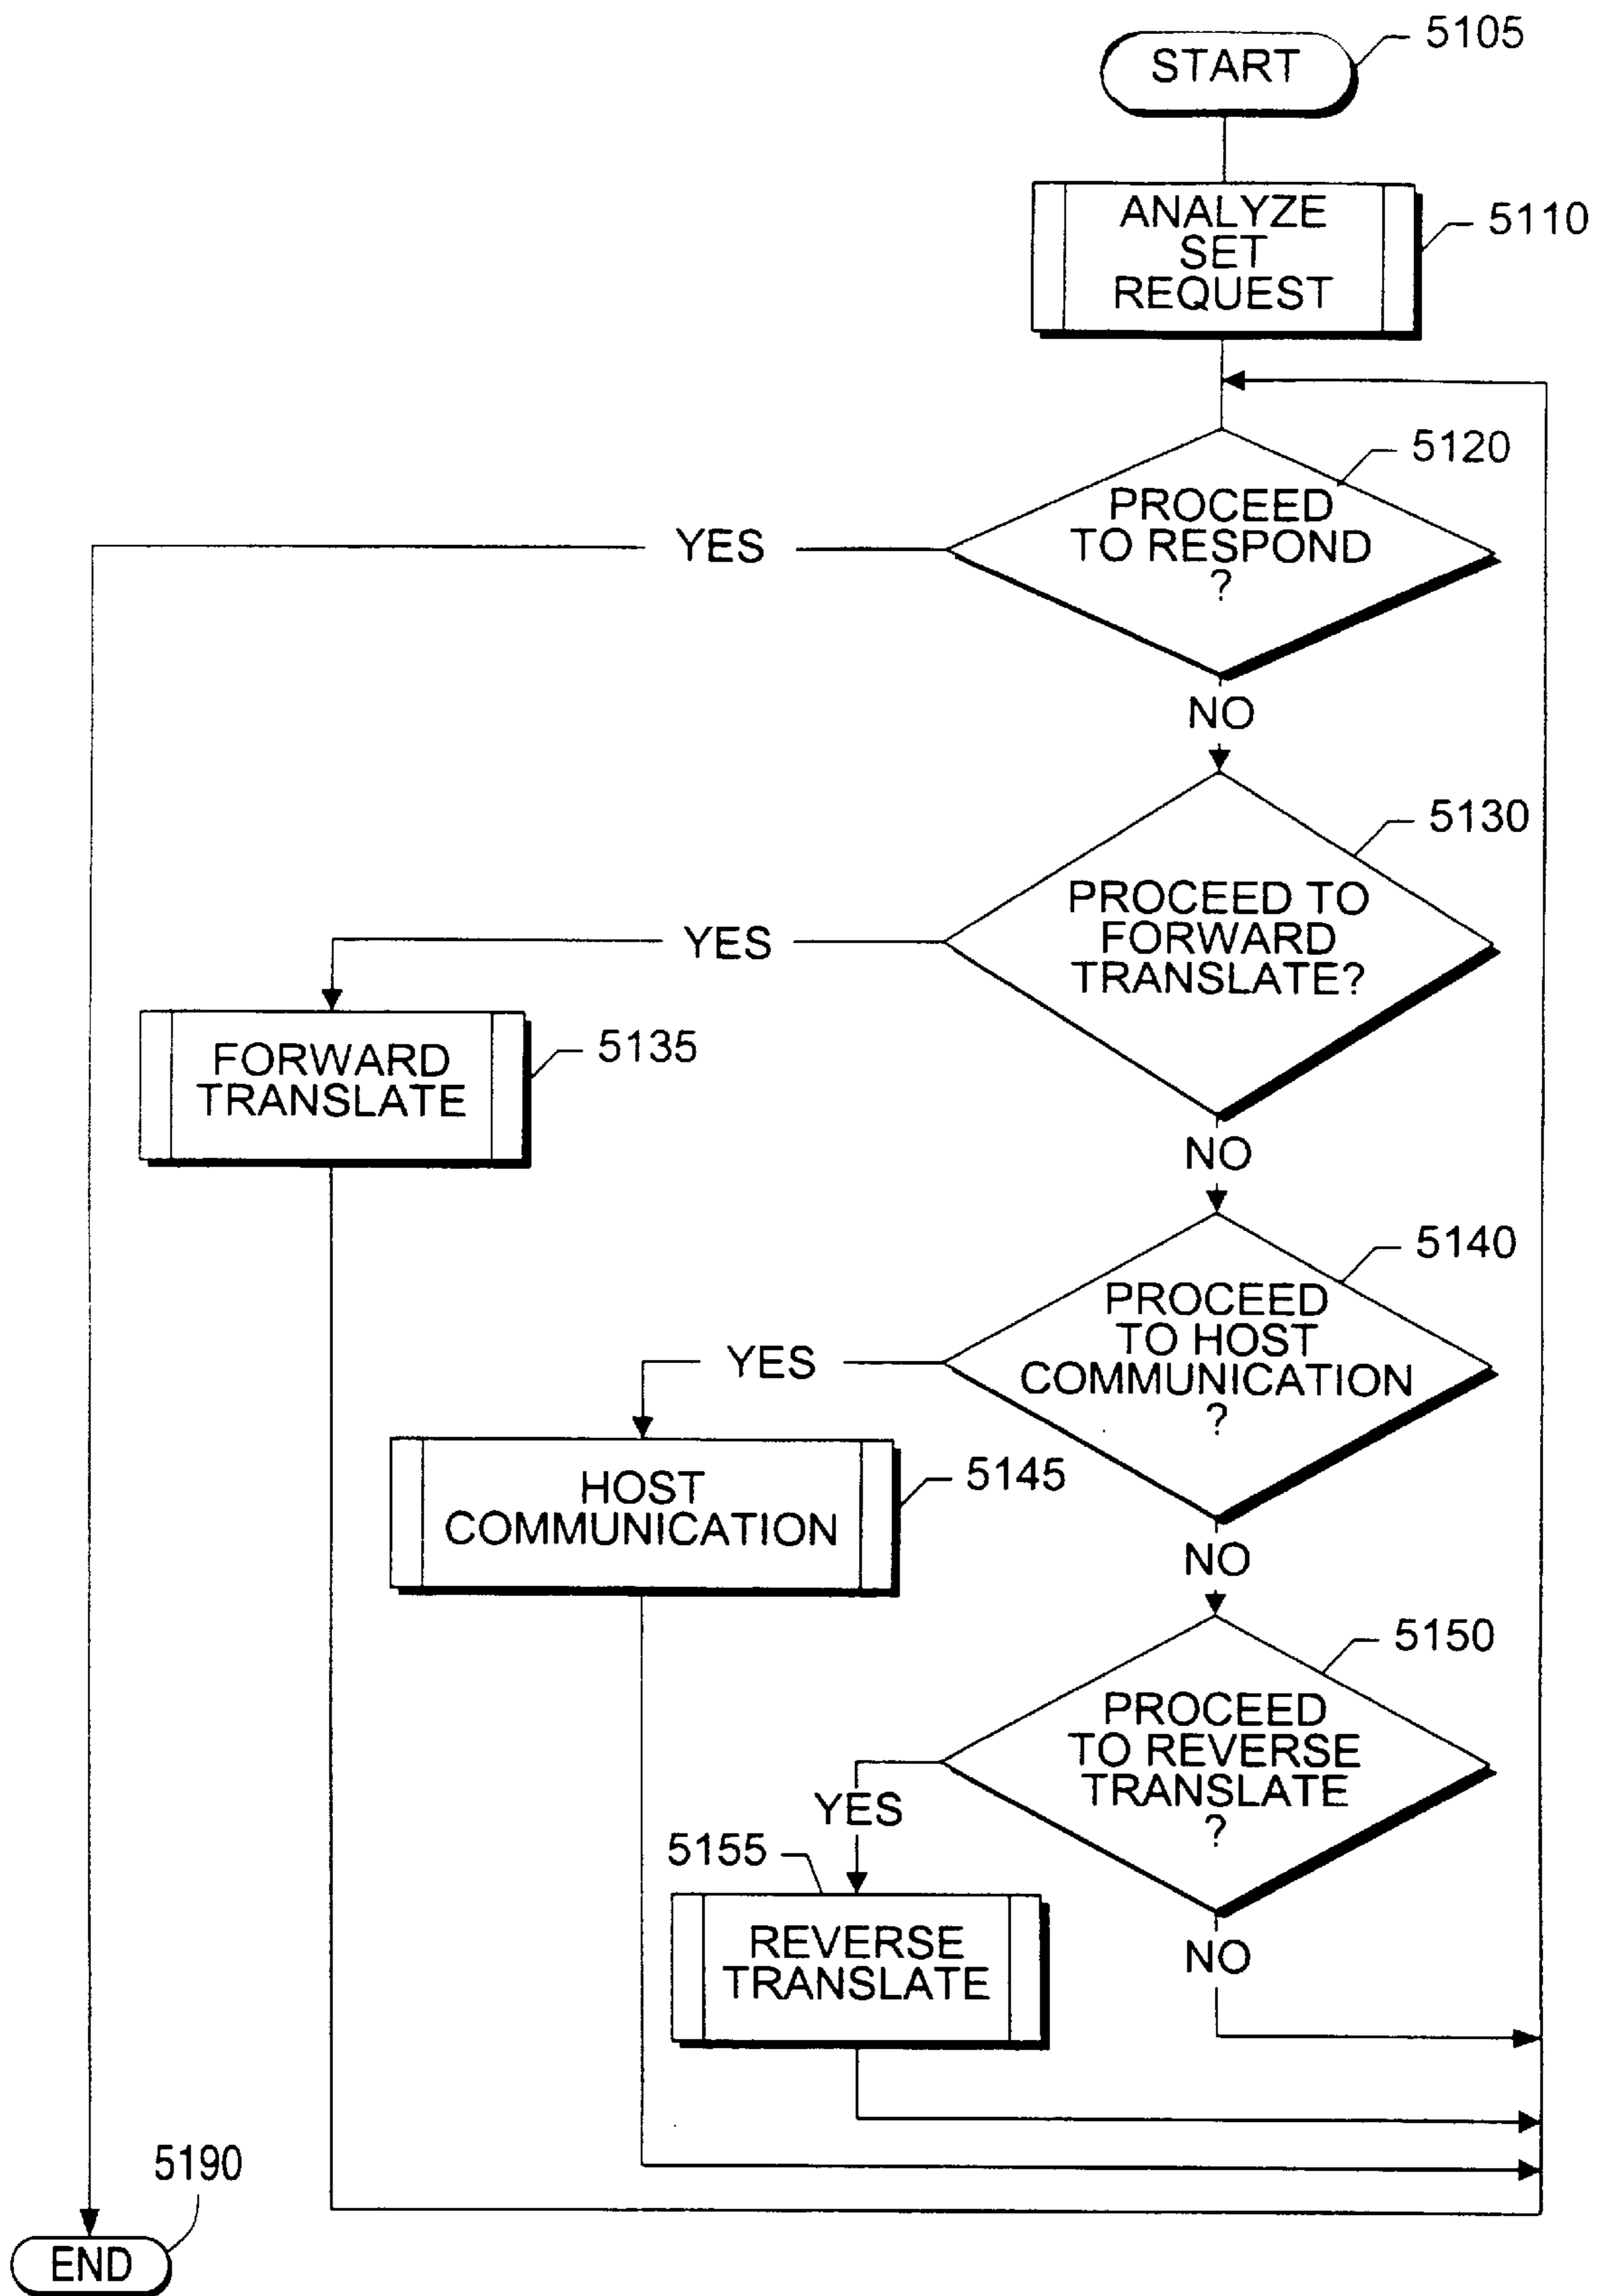 START
5105
ANALYZE
SET
REQUEST
5110
5120
PROCEED
TO RESPOND
?
YES
NO
5130
PROCEED TO
FORWARD
TRANSLATE?
YES
FORWARD
TRANSLATE
5135
NO
5140
PROCEED
TO HOST
COMMUNICATION
?
YES
HOST
COMMUNICATION
5145
NO
5150
PROCEED
TO REVERSE
TRANSLATE
?
YES
5155
REVERSE
TRANSLATE
NO
5190
END